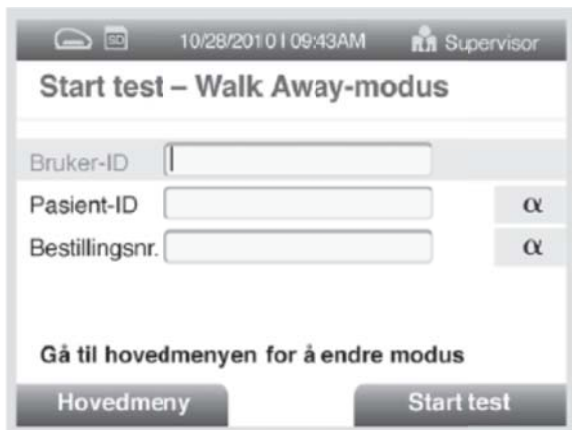 SD 10/28/2010 | 09:43AM Supervisor
Start test – Walk Away-modus
Bruker-ID
Pasient-ID α
Bestillingsnr. α
Gå til hovedmenyen for å endre modus
Hovedmeny Start test